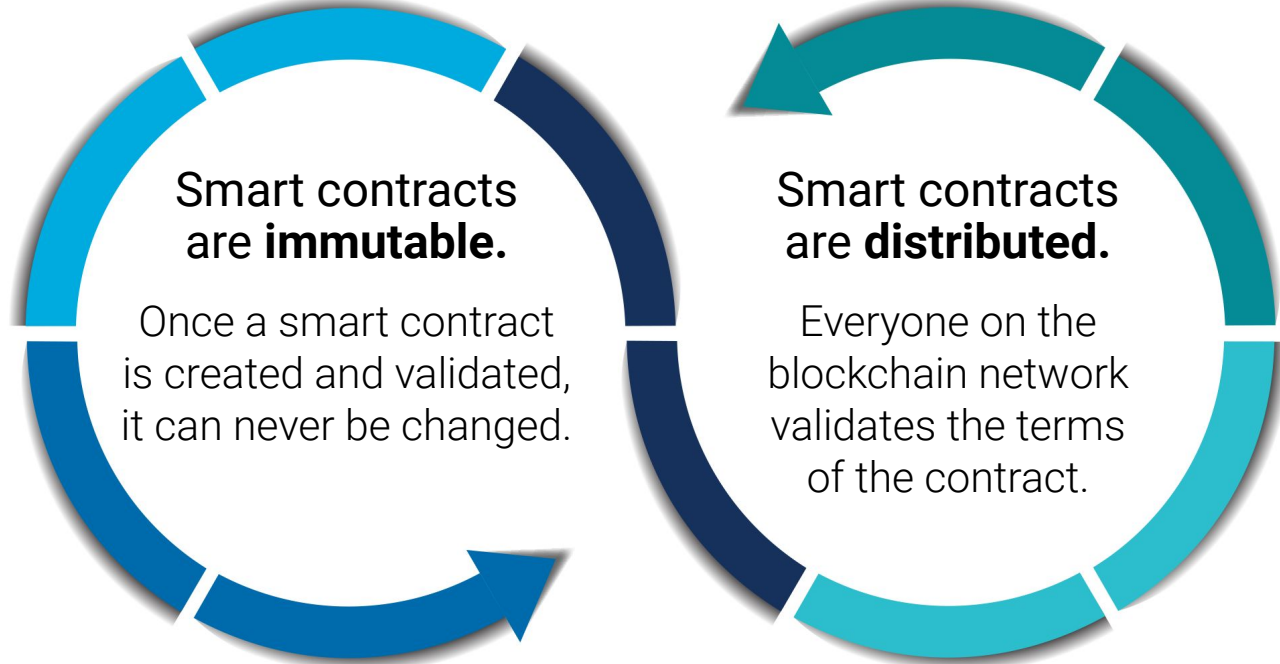 Smart contracts
are immutable.
Once a smart contract
is created and validated,
it can never be changed.
Smart contracts
are distributed.
Everyone on the
blockchain network
validates the terms
of the contract.